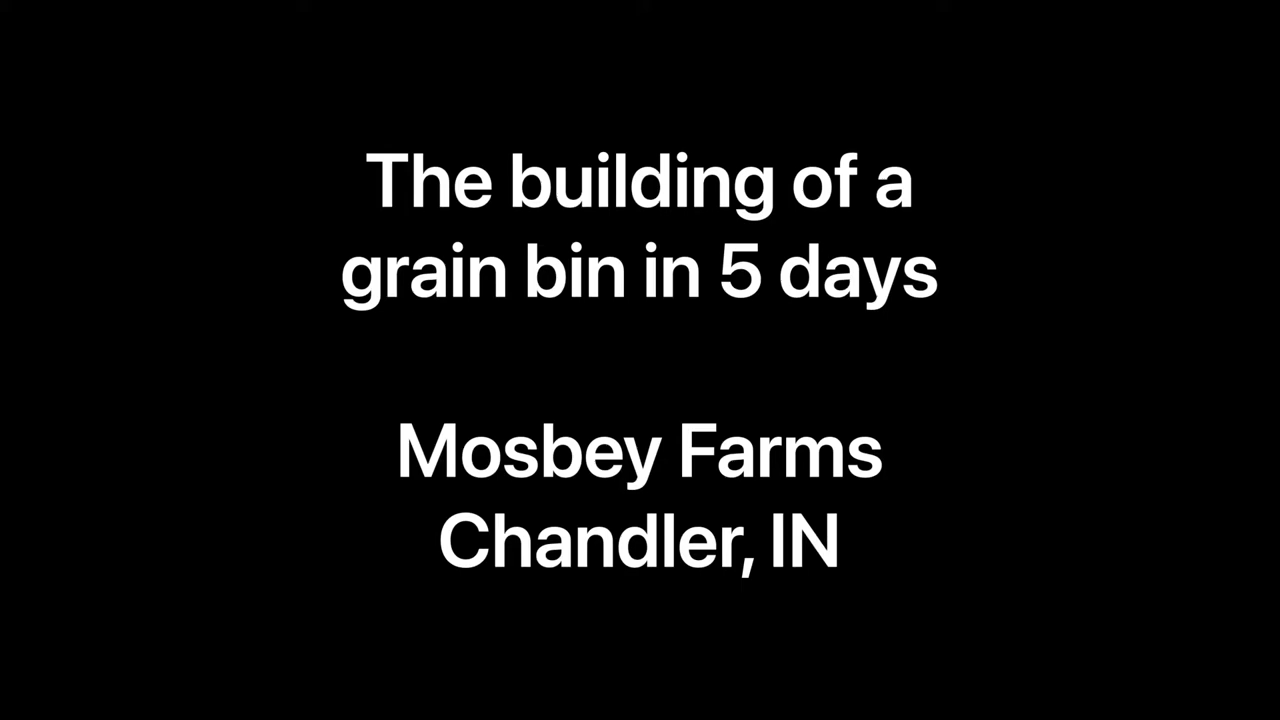 The building of a
grain bin in 5 days
Mosbey Farms
Chandler, IN